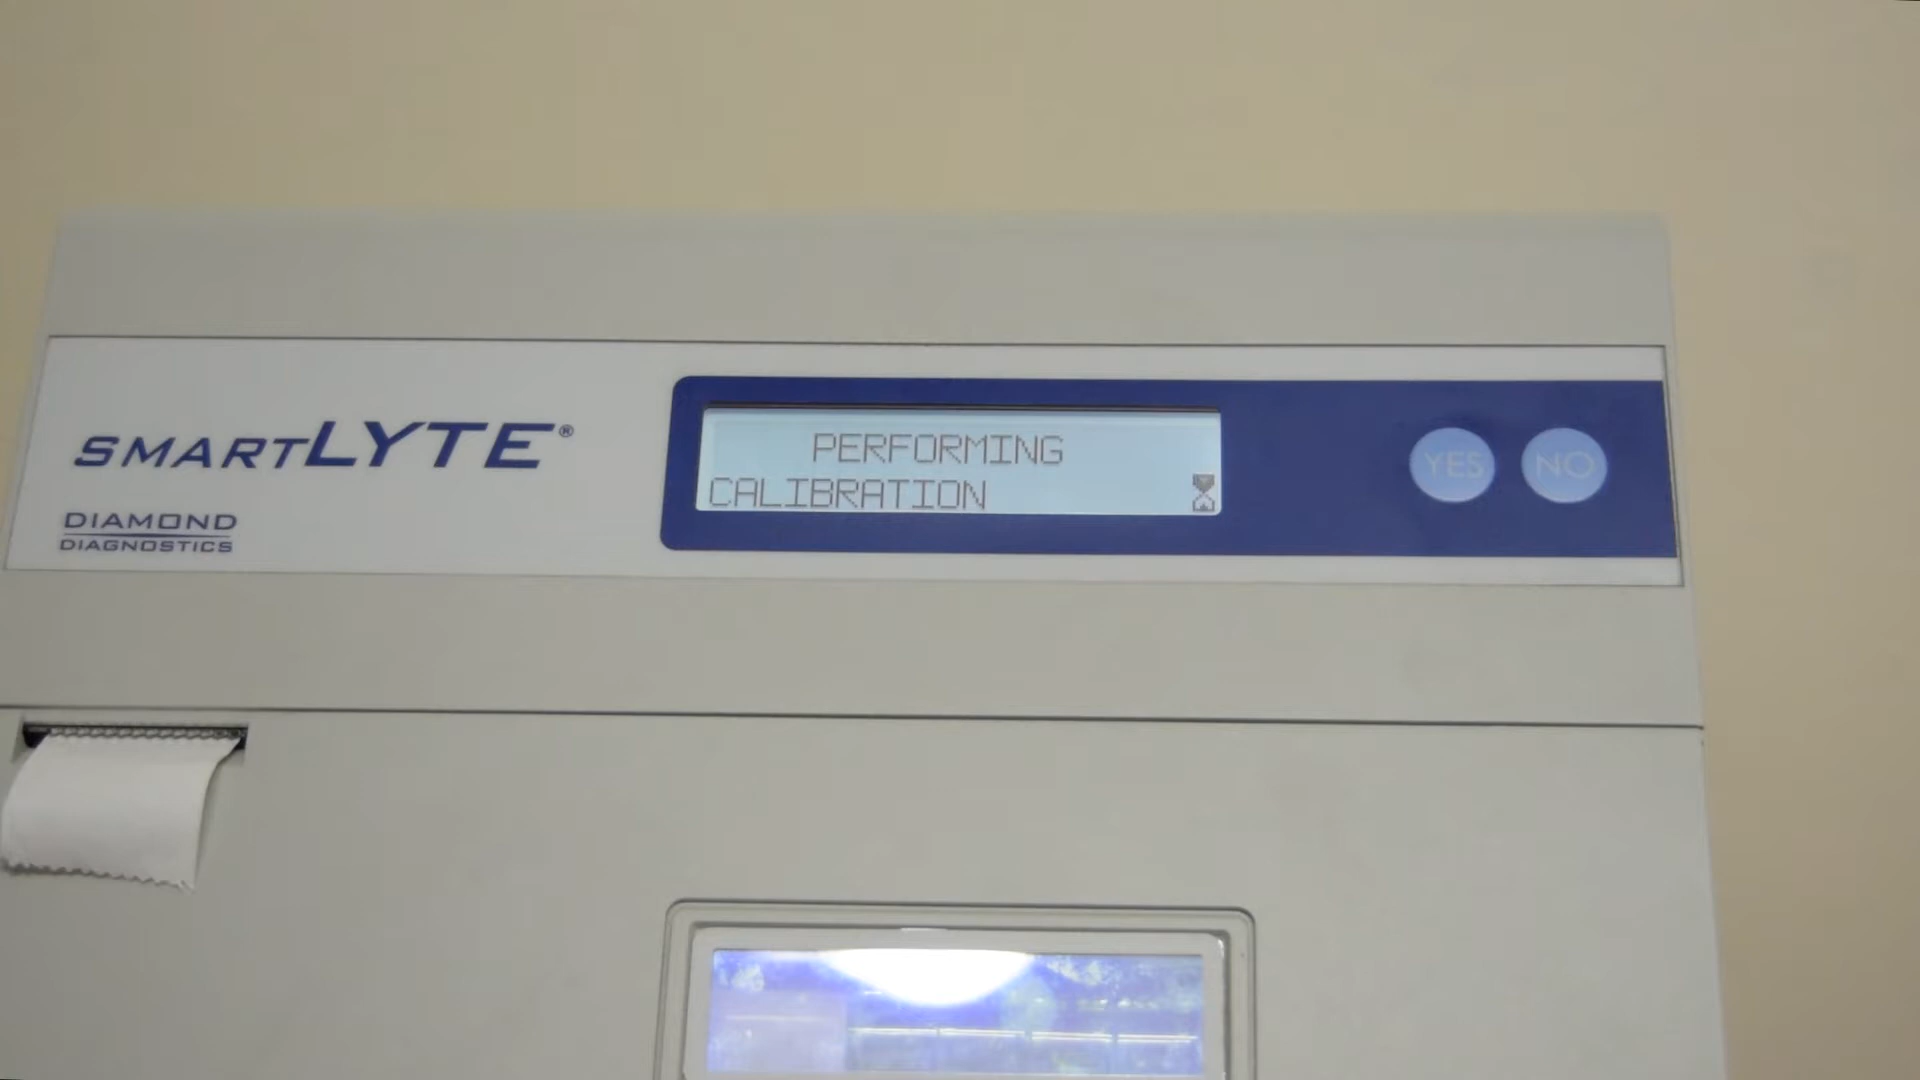 SMARTLYTE®
DIAMOND
DIAGNOSTICS
PERFORMING
CALIBRATION
YES NO